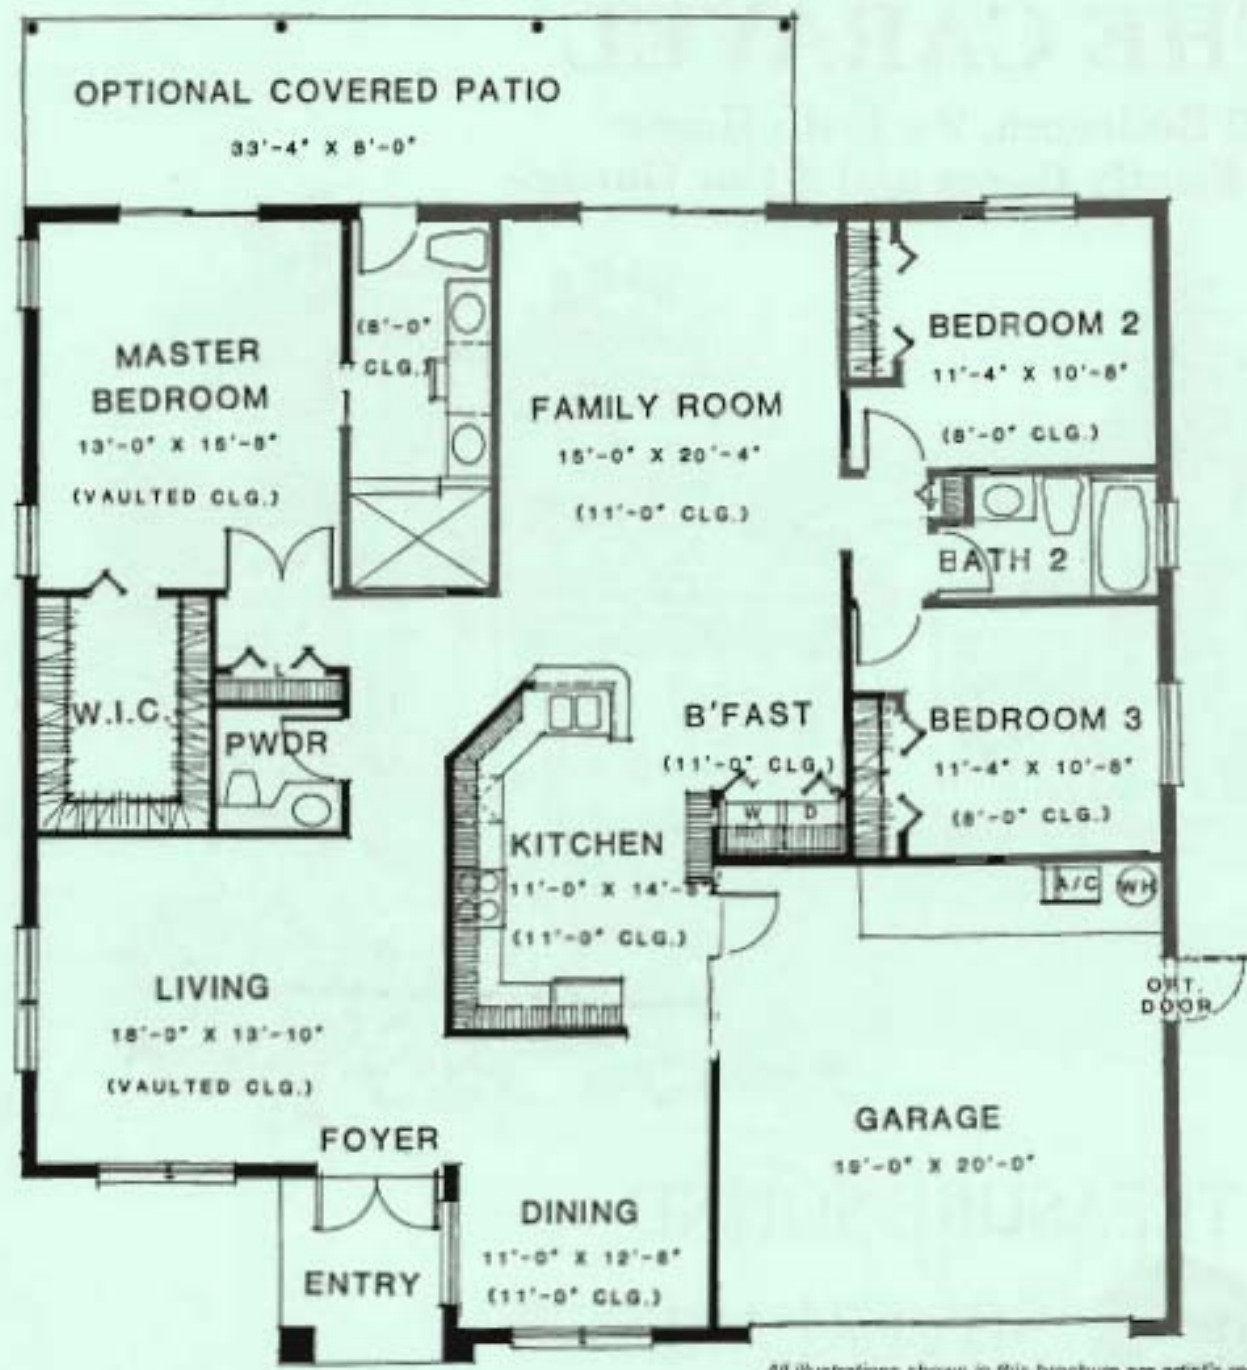 OPTIONAL COVERED PATIO
33'-4" X 8'-0"
MASTER
BEDROOM
13'-0" X 15'-8"
(VAULTED CLG.)
(8'-0"
CLG.)
FAMILY ROOM
15'-0" X 20'-4"
(11'-0" CLG.)
BEDROOM 2
11'-4" X 10'-8"
(8'-0" CLG.)
BATH 2
W.I.C.
L
PWDR
B'FAST
(11'-0" CLG.)
W D
BEDROOM 3
11'-4" X 10'-8"
(8'-0" CLG.)
KITCHEN
11'-0" X 14'-8"
(11'-0" CLG.)
A/C WH
OPT.
DOOR
LIVING
18'-0" X 13'-10"
(VAULTED CLG.)
FOYER
GARAGE
19'-0" X 20'-0"
DINING
11'-0" X 12'-8"
(11'-0" CLG.)
ENTRY